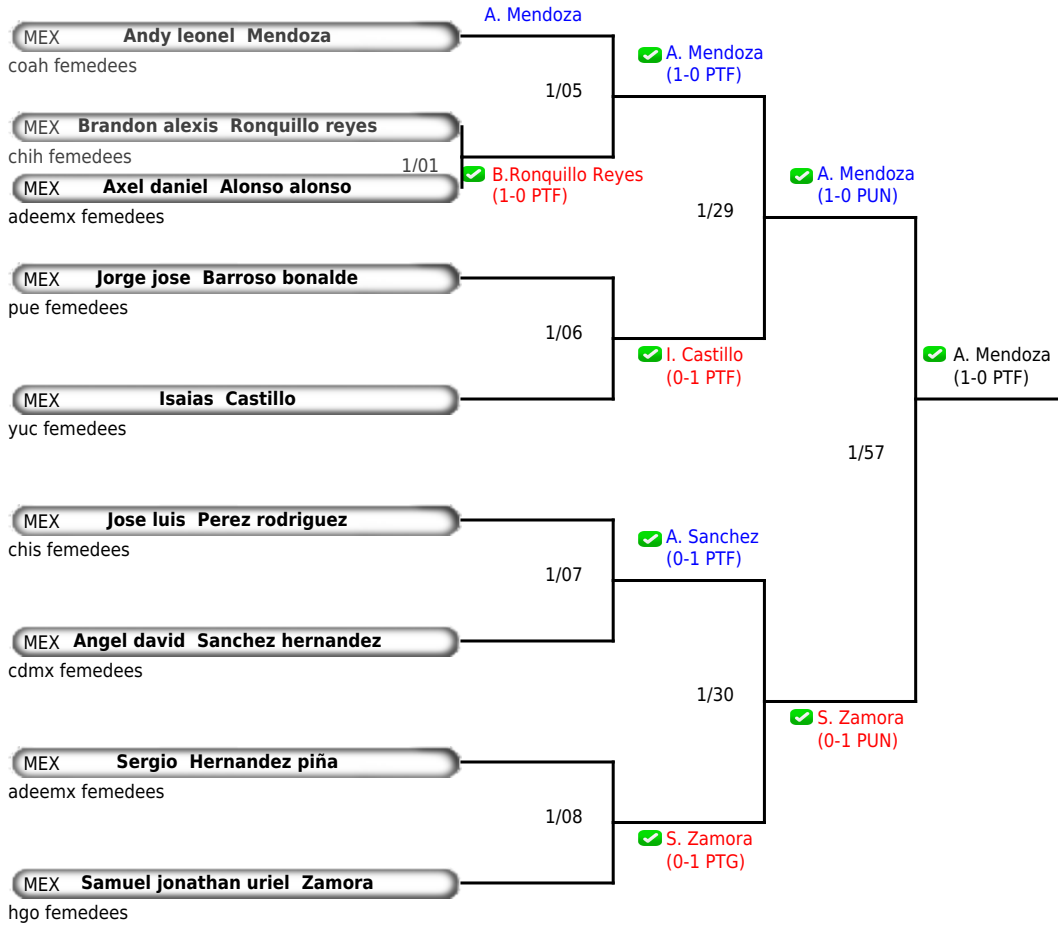 A. Mendoza
MEX Andy leonel Mendoza
coah femedees
A. Mendoza
(1-0 PTF)
1/05
MEX Brandon alexis Ronquillo reyes
chih femedees
1/01
B.Ronquillo Reyes
(1-0 PTF)
MEX Axel daniel Alonso alonso
adeemx femedees
A. Mendoza
(1-0 PUN)
1/29
MEX Jorge jose Barroso bonalde
pue femedees
1/06
I. Castillo
(0-1 PTF)
A. Mendoza
(1-0 PTF)
MEX Isaias Castillo
yuc femedees
1/57
MEX Jose luis Perez rodriguez
chis femedees
A. Sanchez
(0-1 PTF)
1/07
MEX Angel david Sanchez hernandez
cdmx femedees
1/30
S. Zamora
(0-1 PUN)
MEX Sergio Hernandez piña
adeemx femedees
1/08
S. Zamora
(0-1 PTG)
MEX Samuel jonathan uriel Zamora
hgo femedees